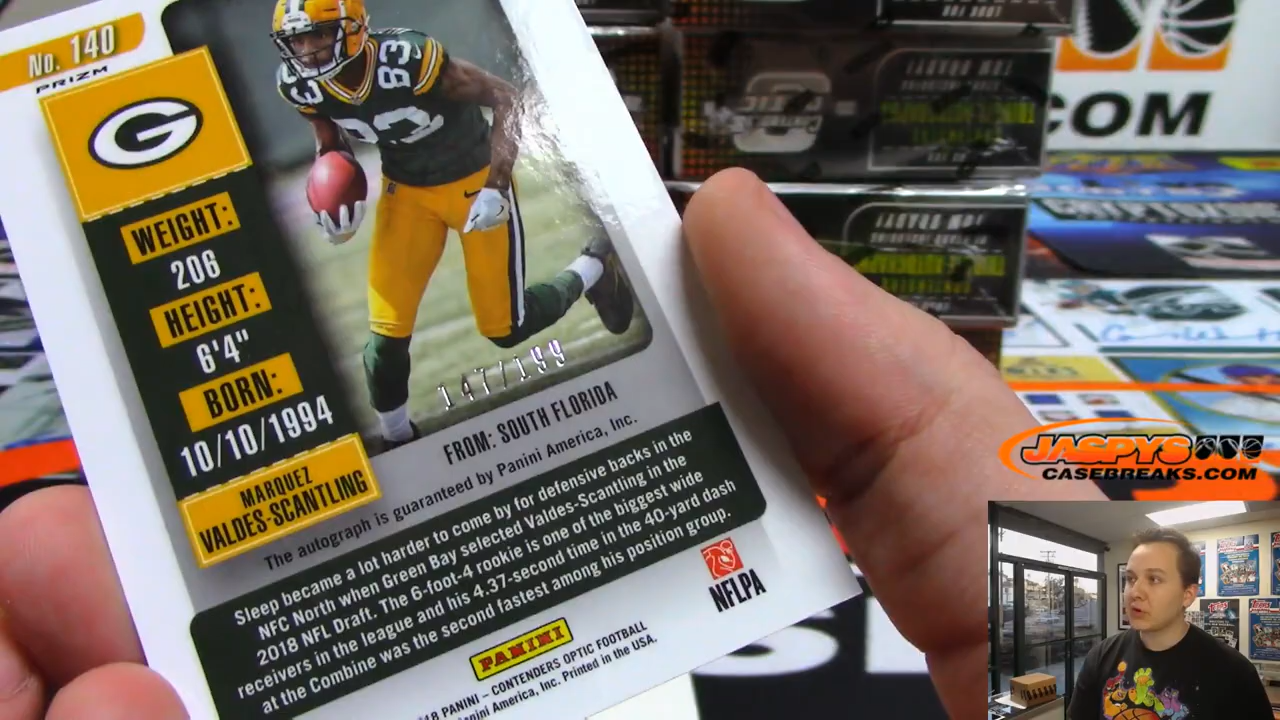 No. 140
PRIZM
G
WEIGHT:
206
HEIGHT:
6'4"
BORN:
10/10/1994
MARQUEZ
VALDES-SCANTLING
83
83
147/199
FROM: SOUTH FLORIDA
The autograph is guaranteed by Panini America, Inc.
Sleep became a lot harder to come by for defensive backs in the
NFC North when Green Bay selected Valdes-Scantling in the
2018 NFL Draft. The 6-foot-4 rookie is one of the biggest wide
receivers in the league and his 4.37-second time in the 40-yard dash
at the Combine was the second fastest among his position group.
NFLPA
PANINI
18 PANINI – CONTENDERS OPTIC FOOTBALL
America, Inc. Printed in the USA.
COM
JASPYS
CASEBREAKS.COM